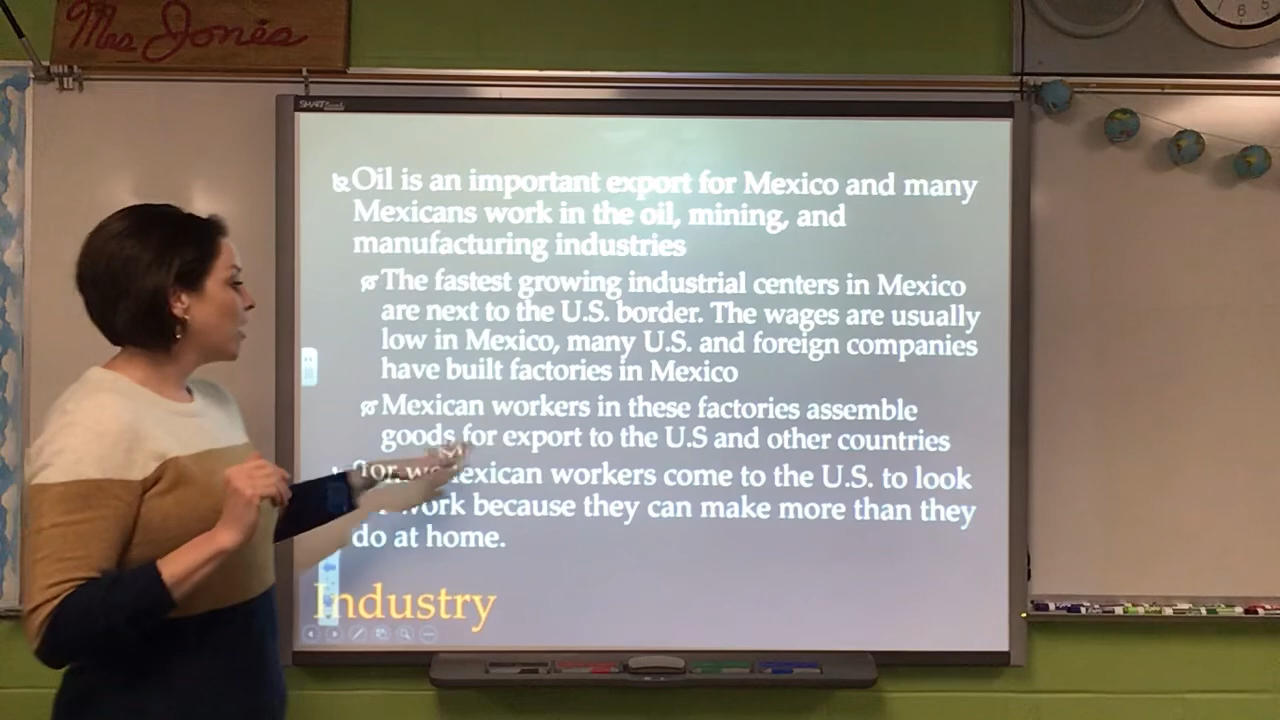 Mrs Jones
SMART
Oil is an important export for Mexico and many
Mexicans work in the oil, mining, and
manufacturing industries
The fastest growing industrial centers in Mexico
are next to the U.S. border. The wages are usually
low in Mexico, many U.S. and foreign companies
have built factories in Mexico
Mexican workers in these factories assemble
goods for export to the U.S and other countries
Mexican workers come to the U.S. to look
work because they can make more than they
do at home.
Industry
6 5